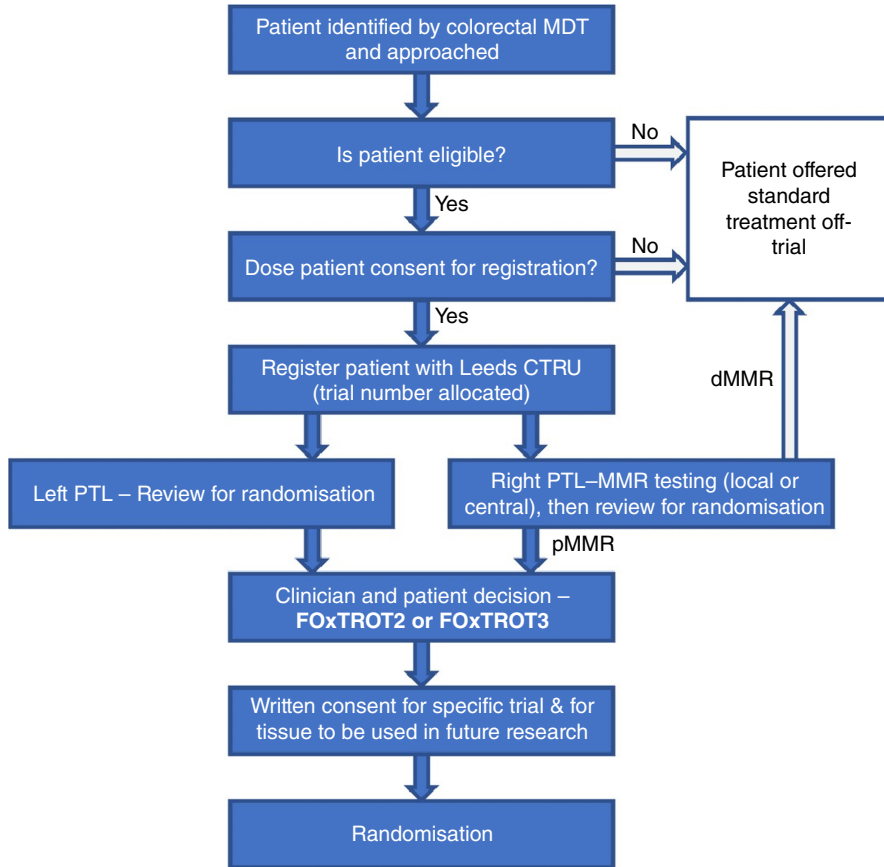 Patient identified by colorectal MDT
and approached
Is patient eligible?
No
Patient offered
standard
treatment off-
trial
Yes
Dose patient consent for registration?
No
Yes
Register patient with Leeds CTRU
(trial number allocated)
dMMR
Left PTL – Review for randomisation
Right PTL–MMR testing (local or
central), then review for randomisation
pMMR
Clinician and patient decision –
FOxTROT2 or FOxTROT3
Written consent for specific trial & for
tissue to be used in future research
Randomisation